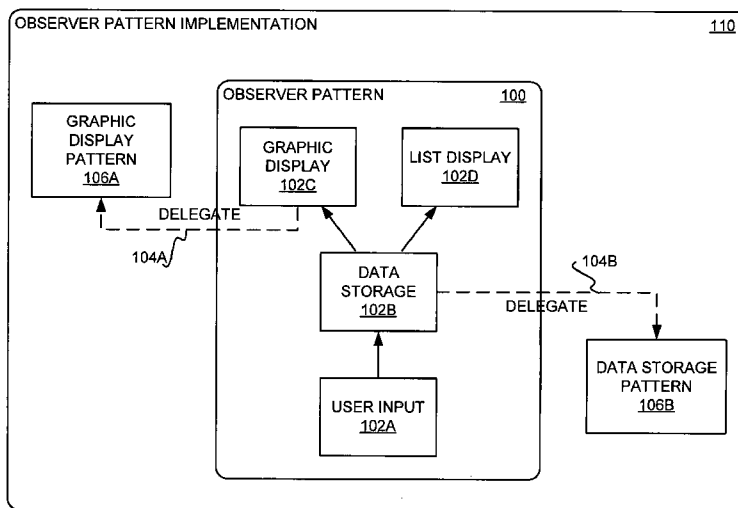 OBSERVER PATTERN IMPLEMENTATION 110
OBSERVER PATTERN 100
GRAPHIC
DISPLAY
PATTERN
106A
GRAPHIC
DISPLAY
102C
LIST DISPLAY
102D
DELEGATE
104A
DATA
STORAGE
102B
104B
DELEGATE
USER INPUT
102A
DATA STORAGE
PATTERN
106B